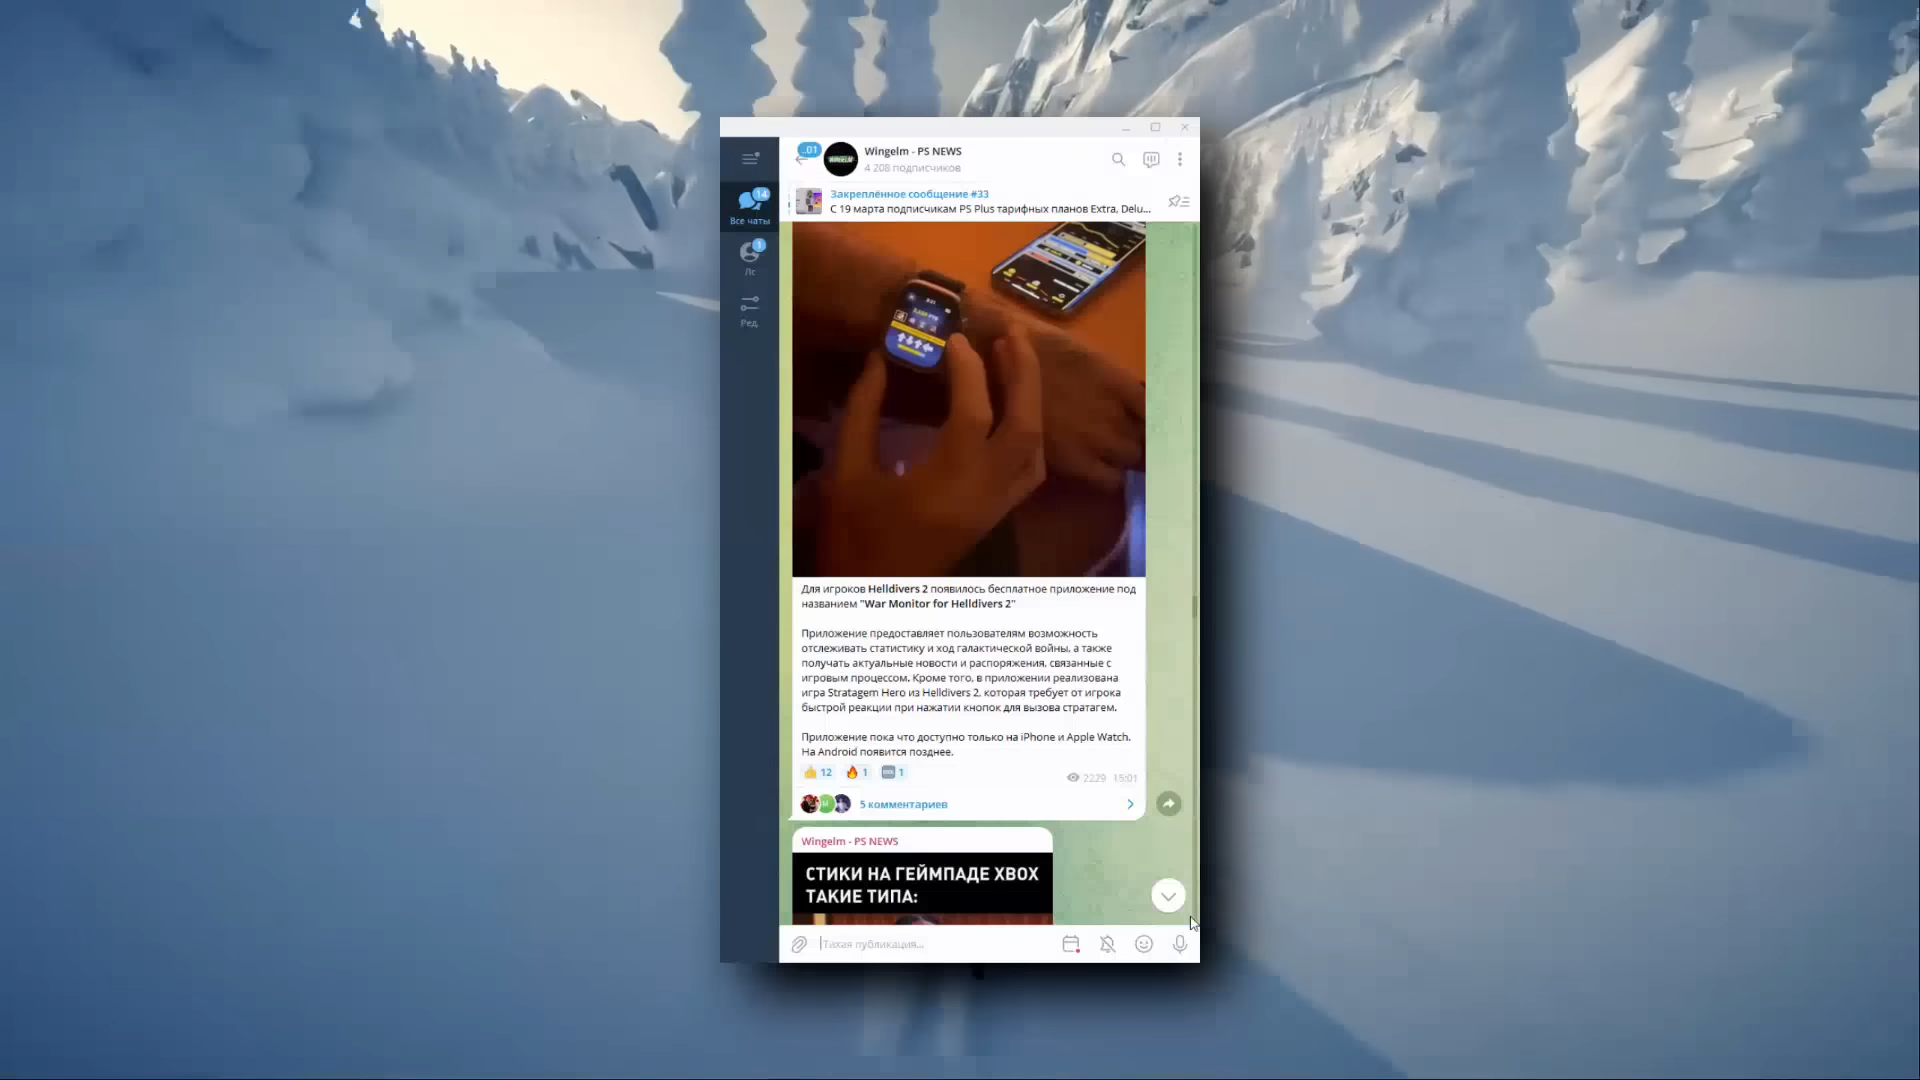 ..01
Wingelm - PS NEWS
4 208 подписчиков
Закреплённое сообщение #33
С 19 марта подписчикам PS Plus тарифных планов Extra, Delu...
14
Все чаты
1
Лс
Ред.
Для игроков Helldivers 2 появилось бесплатное приложение под
названием "War Monitor for Helldivers 2"
Приложение предоставляет пользователям возможность
отслеживать статистику и ход галактической войны, а также
получать актуальные новости и распоряжения, связанные с
игровым процессом. Кроме того, в приложении реализована
игра Stratagem Hero из Helldivers 2, которая требует от игрока
быстрой реакции при нажатии кнопок для вызова стратагем.
Приложение пока что доступно только на iPhone и Apple Watch.
На Android появится позднее.
12 1 1
2229 15:01
5 комментариев
Wingelm - PS NEWS
СТИКИ НА ГЕЙМПАДЕ XBOX
ТАКИЕ ТИПА:
Тихая публикация...